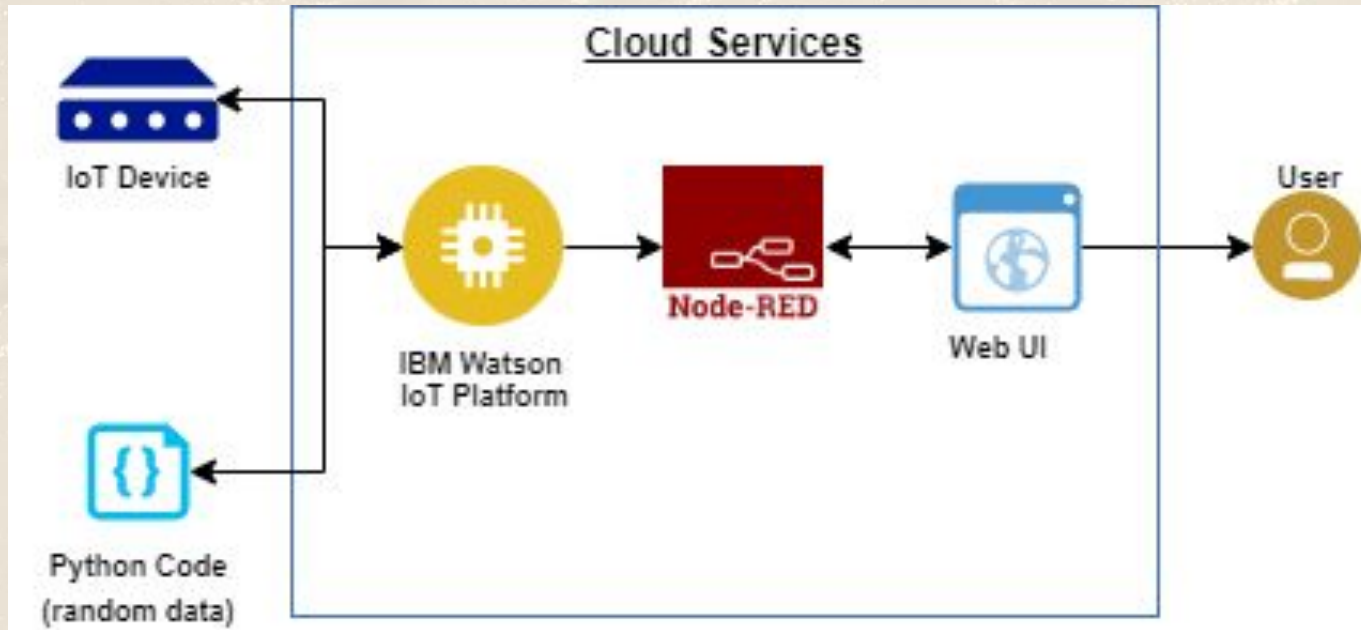 Cloud Services
IoT Device
User
Node-RED
Web UI
IBM Watson
IoT Platform
{}
Python Code
(random data)